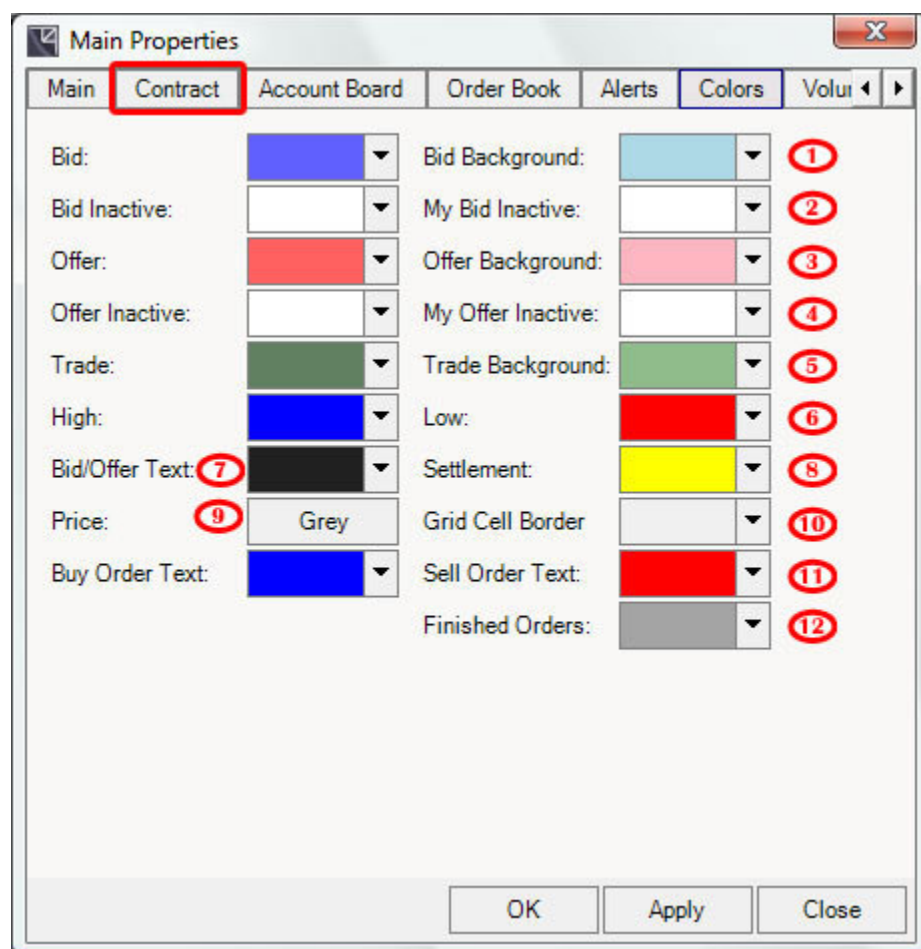 Main Properties
Main Contract Account Board Order Book Alerts Colors Volu
Bid: Bid Background: 1
Bid Inactive: My Bid Inactive: 2
Offer: Offer Background: 3
Offer Inactive: My Offer Inactive: 4
Trade: Trade Background: 5
High: Low: 6
Bid/Offer Text: 7 Settlement: 8
Price: 9 Grey Grid Cell Border 10
Buy Order Text: Sell Order Text: 11
Finished Orders: 12
OK Apply Close